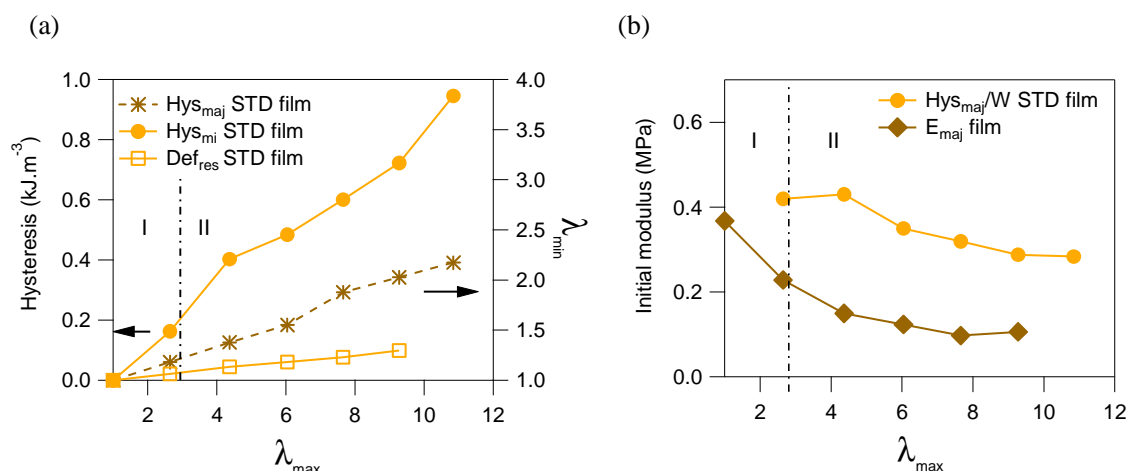 (a)
(b)
1.0
0.8
0.6
0.4
0.2
0.0
Hysteresis (kJ.m-3)
Hysmaj STD film
Hysmi STD film
Defres STD film
I
II
4.0
3.5
3.0
2.5
2.0
1.5
1.0
λmin
2
4
6
8
10
12
λmax
0.6
0.4
0.2
0.0
Initial modulus (MPa)
Hysmaj/W STD film
Emaj film
I
II
2
4
6
8
10
12
λmax